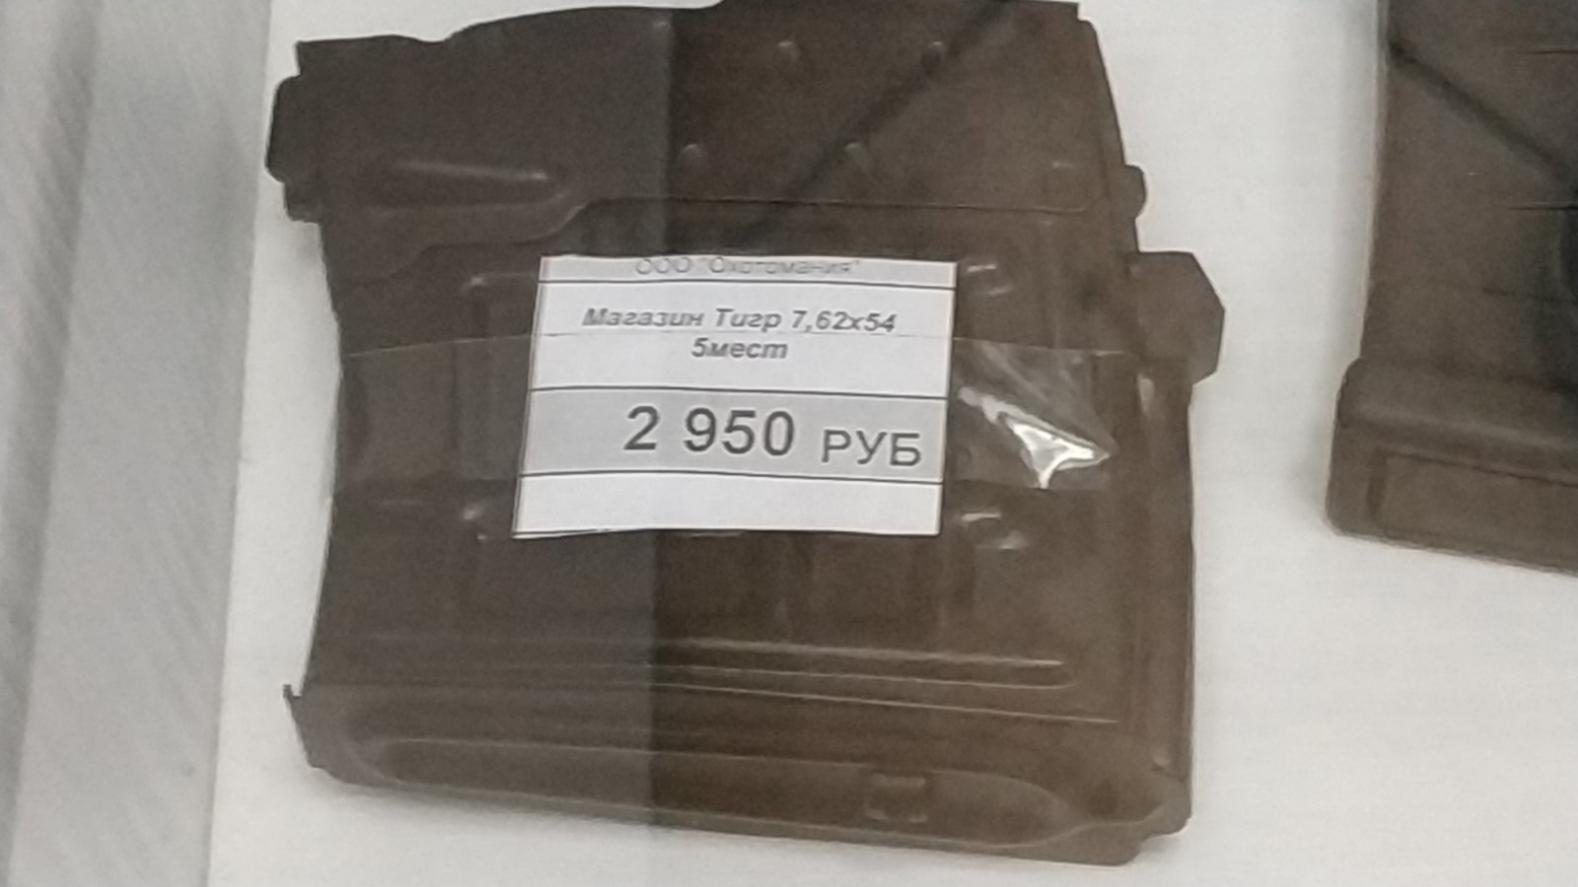 ООО "Охотомания"
Магазин Тигр 7,62х54
5мест
2 950 РУБ